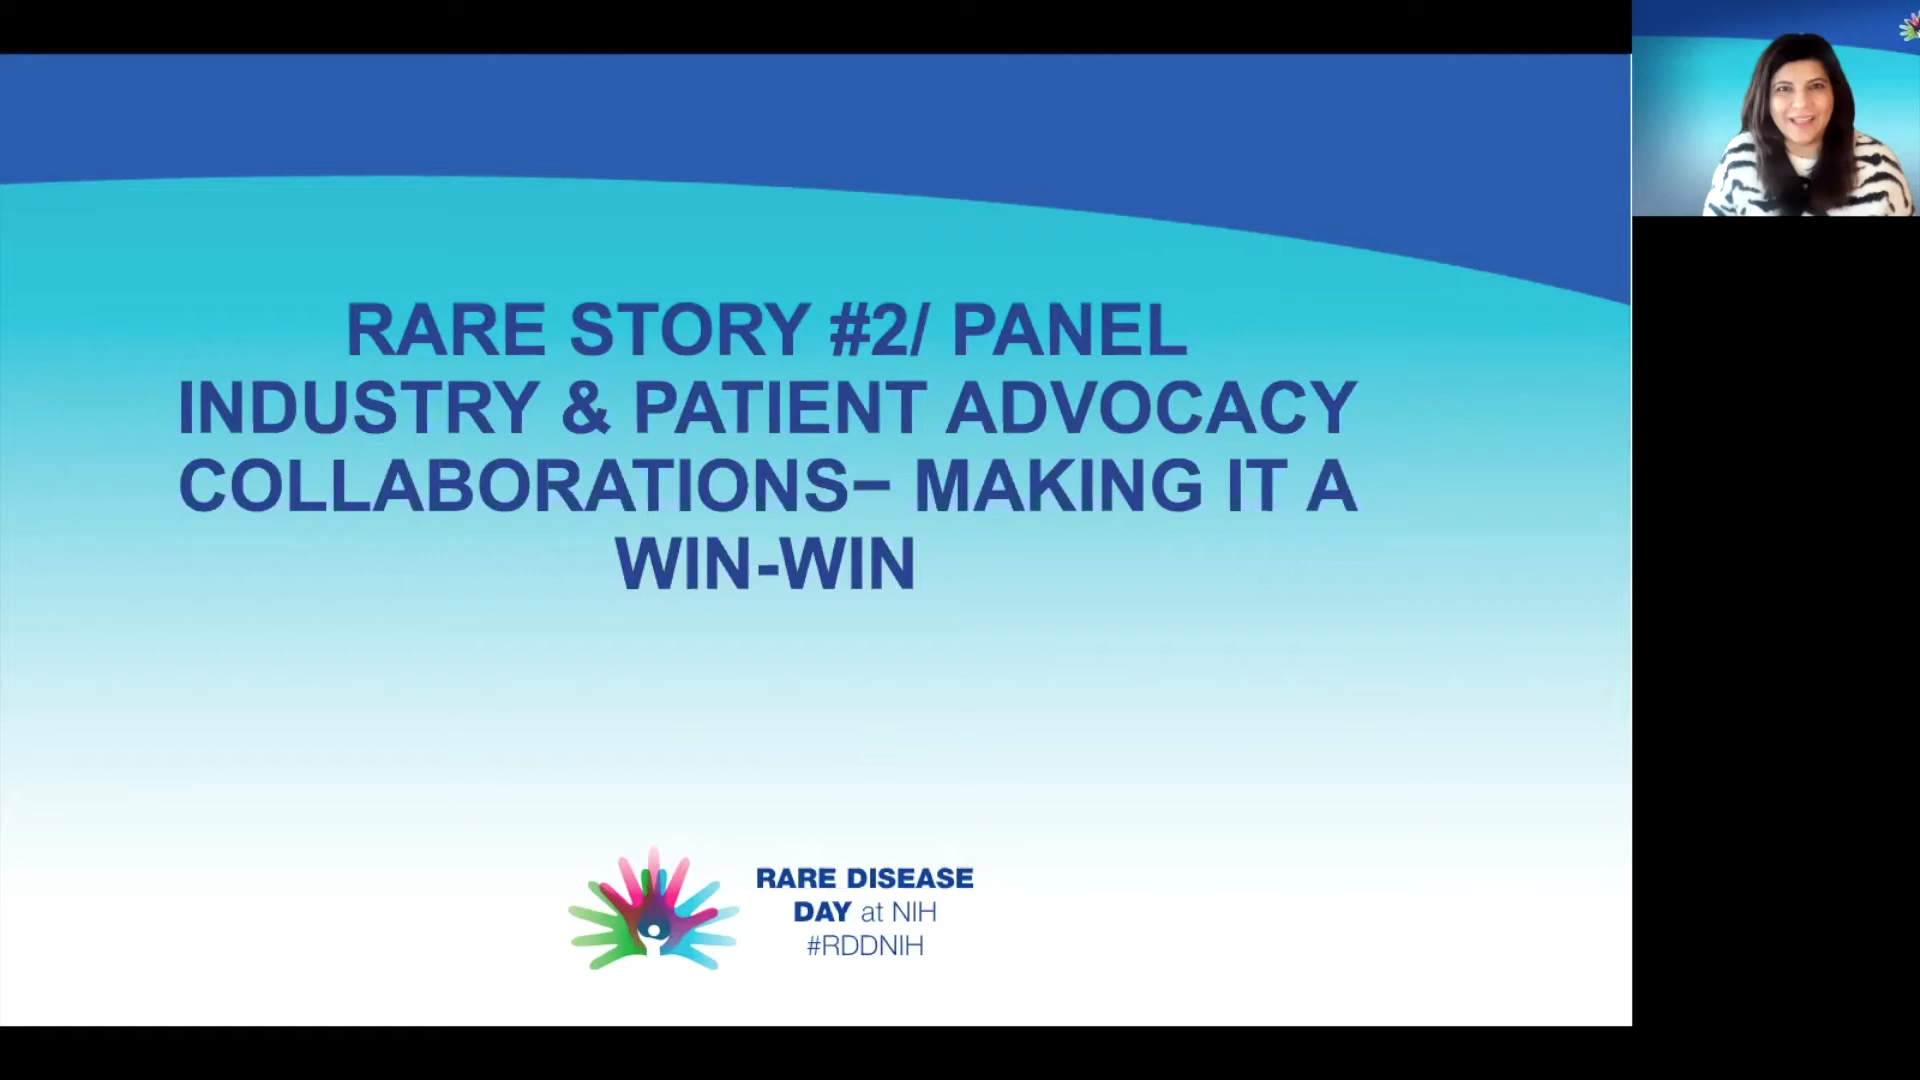 RARE STORY #2/ PANEL
INDUSTRY & PATIENT ADVOCACY
COLLABORATIONS– MAKING IT A
WIN-WIN
RARE DISEASE
DAY at NIH
#RDDNIH